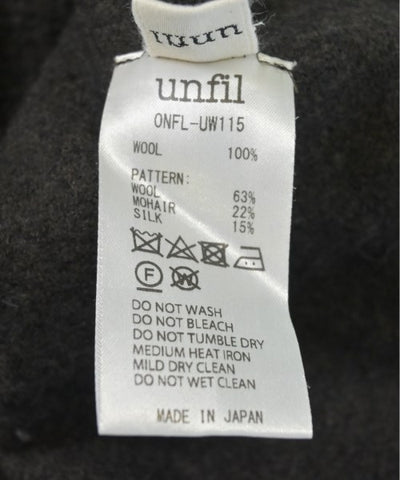 unfil
unfil
ONFL-UW115
WOOL 100%
PATTERN:
WOOL 63%
MOHAIR 22%
SILK 15%
F W
DO NOT WASH
DO NOT BLEACH
DO NOT TUMBLE DRY
MEDIUM HEAT IRON
MILD DRY CLEAN
DO NOT WET CLEAN
MADE IN JAPAN